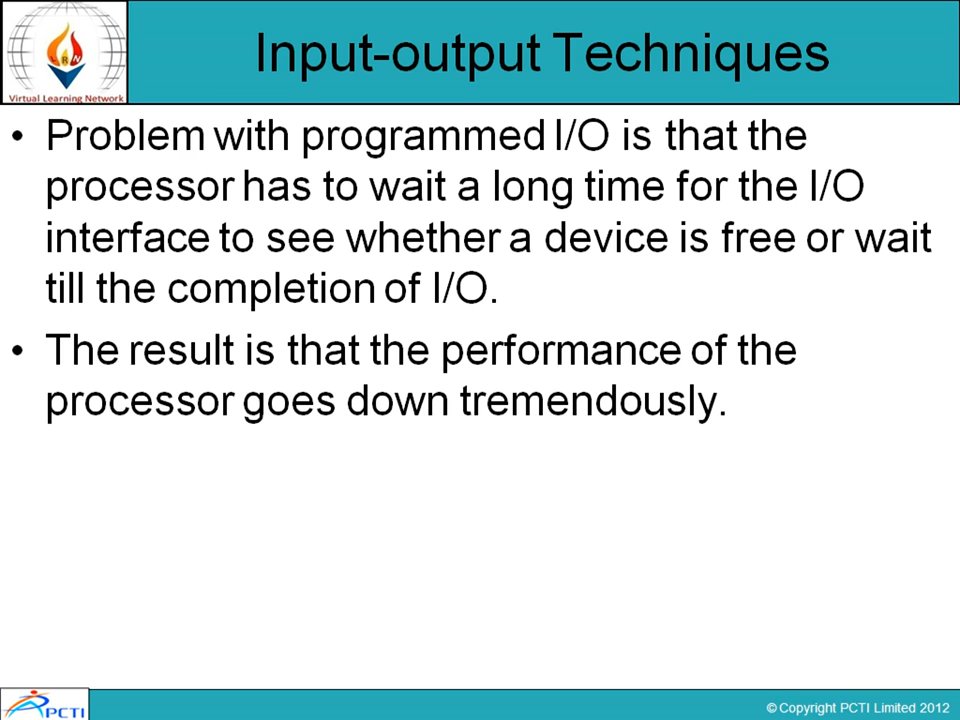 Input-output Techniques
RN
Virtual Learning Network
• Problem with programmed I/O is that the
processor has to wait a long time for the I/O
interface to see whether a device is free or wait
till the completion of I/O.
• The result is that the performance of the
processor goes down tremendously.
PCTI
© Copyright PCTI Limited 2012